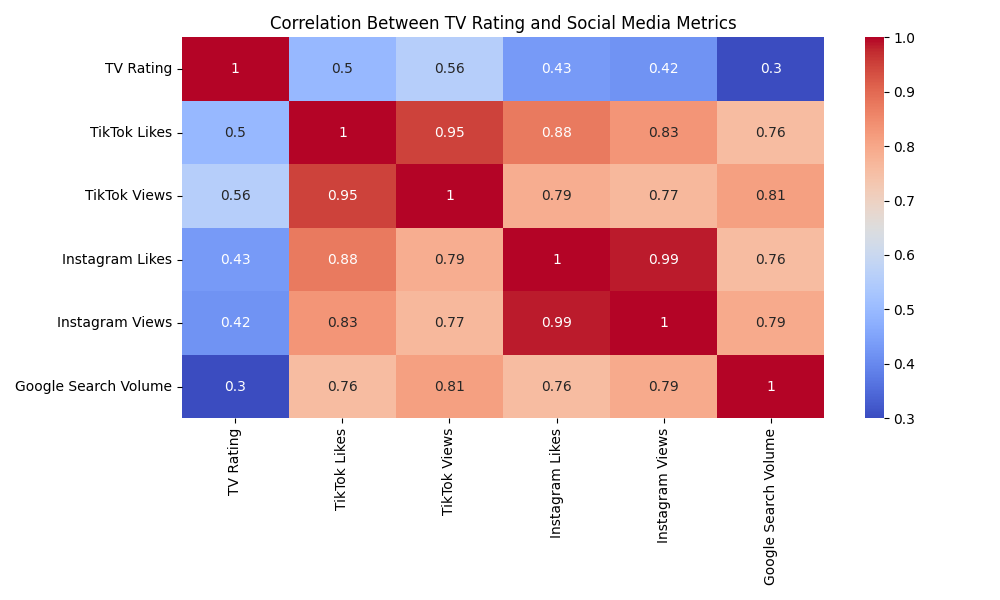 Correlation Between TV Rating and Social Media Metrics
TV Rating 1 0.5 0.56 0.43 0.42 0.3
TikTok Likes 0.5 1 0.95 0.88 0.83 0.76
TikTok Views 0.56 0.95 1 0.79 0.77 0.81
Instagram Likes 0.43 0.88 0.79 1 0.99 0.76
Instagram Views 0.42 0.83 0.77 0.99 1 0.79
Google Search Volume 0.3 0.76 0.81 0.76 0.79 1
TV Rating
TikTok Likes
TikTok Views
Instagram Likes
Instagram Views
Google Search Volume
1.0
0.9
0.8
0.7
0.6
0.5
0.4
0.3